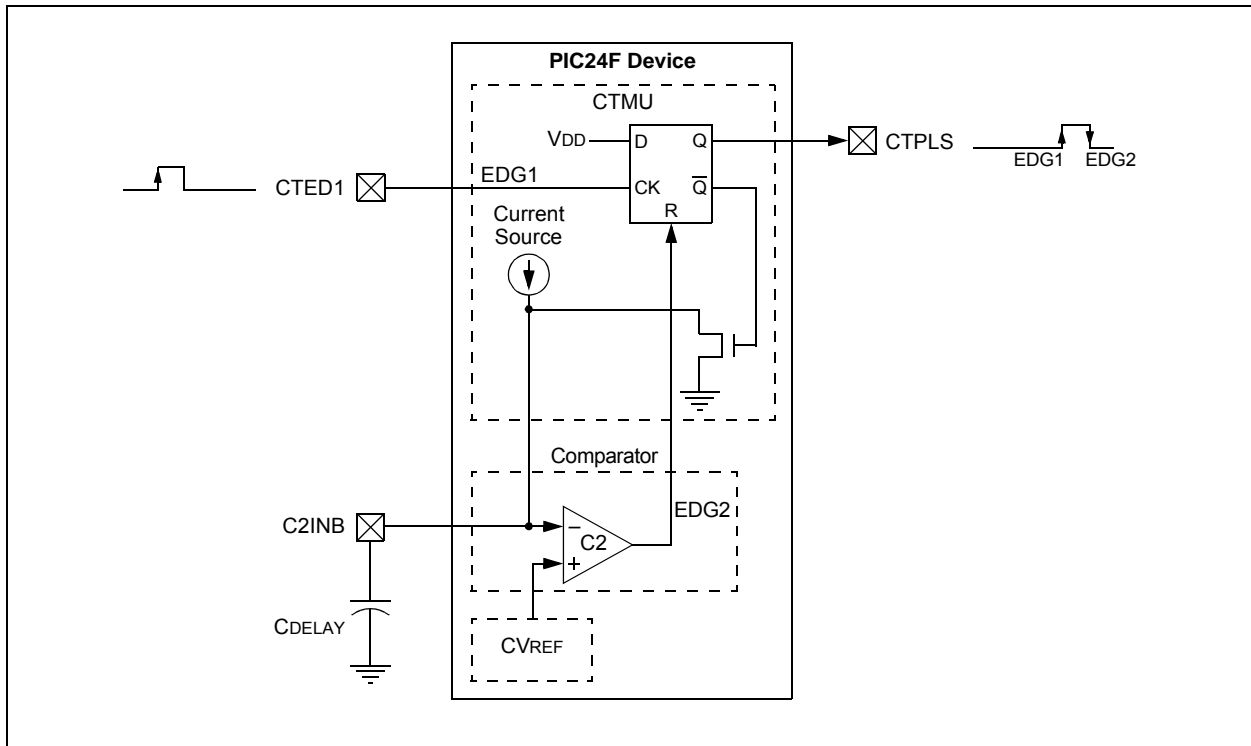 PIC24F Device
CTMU
VDD
D
Q
CTPLS
EDG1
EDG2
CTED1
EDG1
CK
Q̅
R
Current
Source
Comparator
C2INB
EDG2
−
C2
+
CDELAY
CVREF